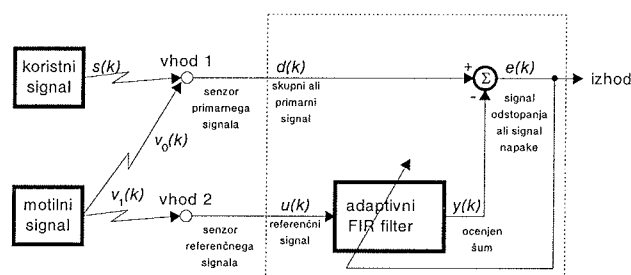 koristni
signal
s(k)
vhod 1
senzor
primarnega
signala
d(k)
skupni ali
primarni
signal
+
Σ
-
e(k)
signal
odstopanja
ali signal
napake
izhod
v0(k)
motilni
signal
v1(k)
vhod 2
senzor
referenčnega
signala
u(k)
referenčni
signal
adaptivni
FIR filter
y(k)
ocenjen
šum